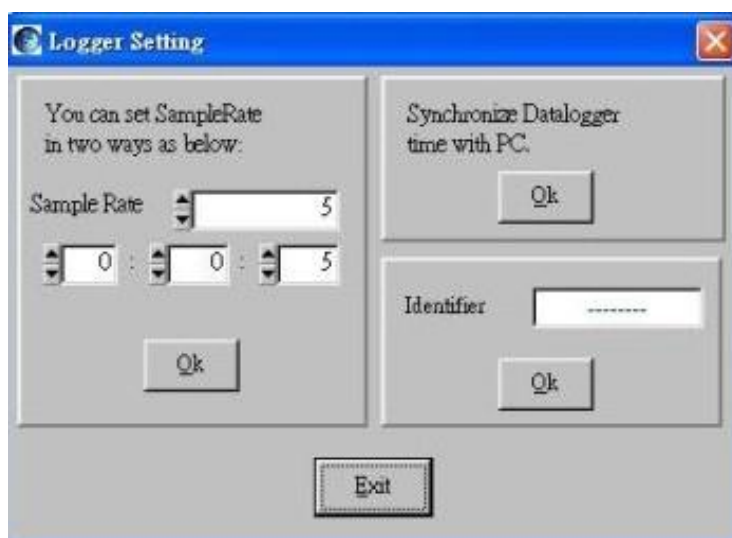 Logger Setting
You can set SampleRate
in two ways as below:
Sample Rate 5
0 : 0 : 5
Ok
Synchronize Datalogger
time with PC.
Ok
Identifier --------
Ok
Exit